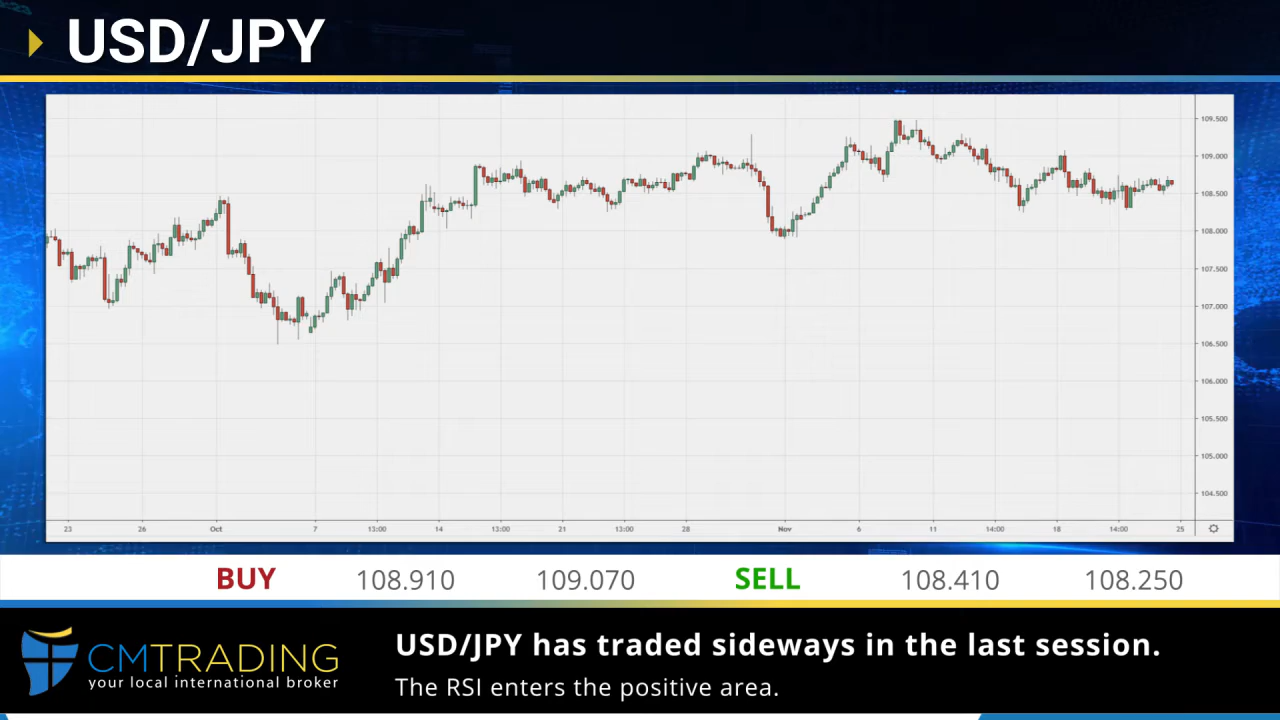 USD/JPY
109.500
109.000
108.500
108.000
107.500
107.000
106.500
106.000
105.500
105.000
104.500
23 26 Oct 7 13:00 14 13:00 21 13:00 28 Nov 6 11 14:00 18 14:00 25
BUY 108.910 109.070 SELL 108.410 108.250
CMTRADING
your local international broker
USD/JPY has traded sideways in the last session.
The RSI enters the positive area.